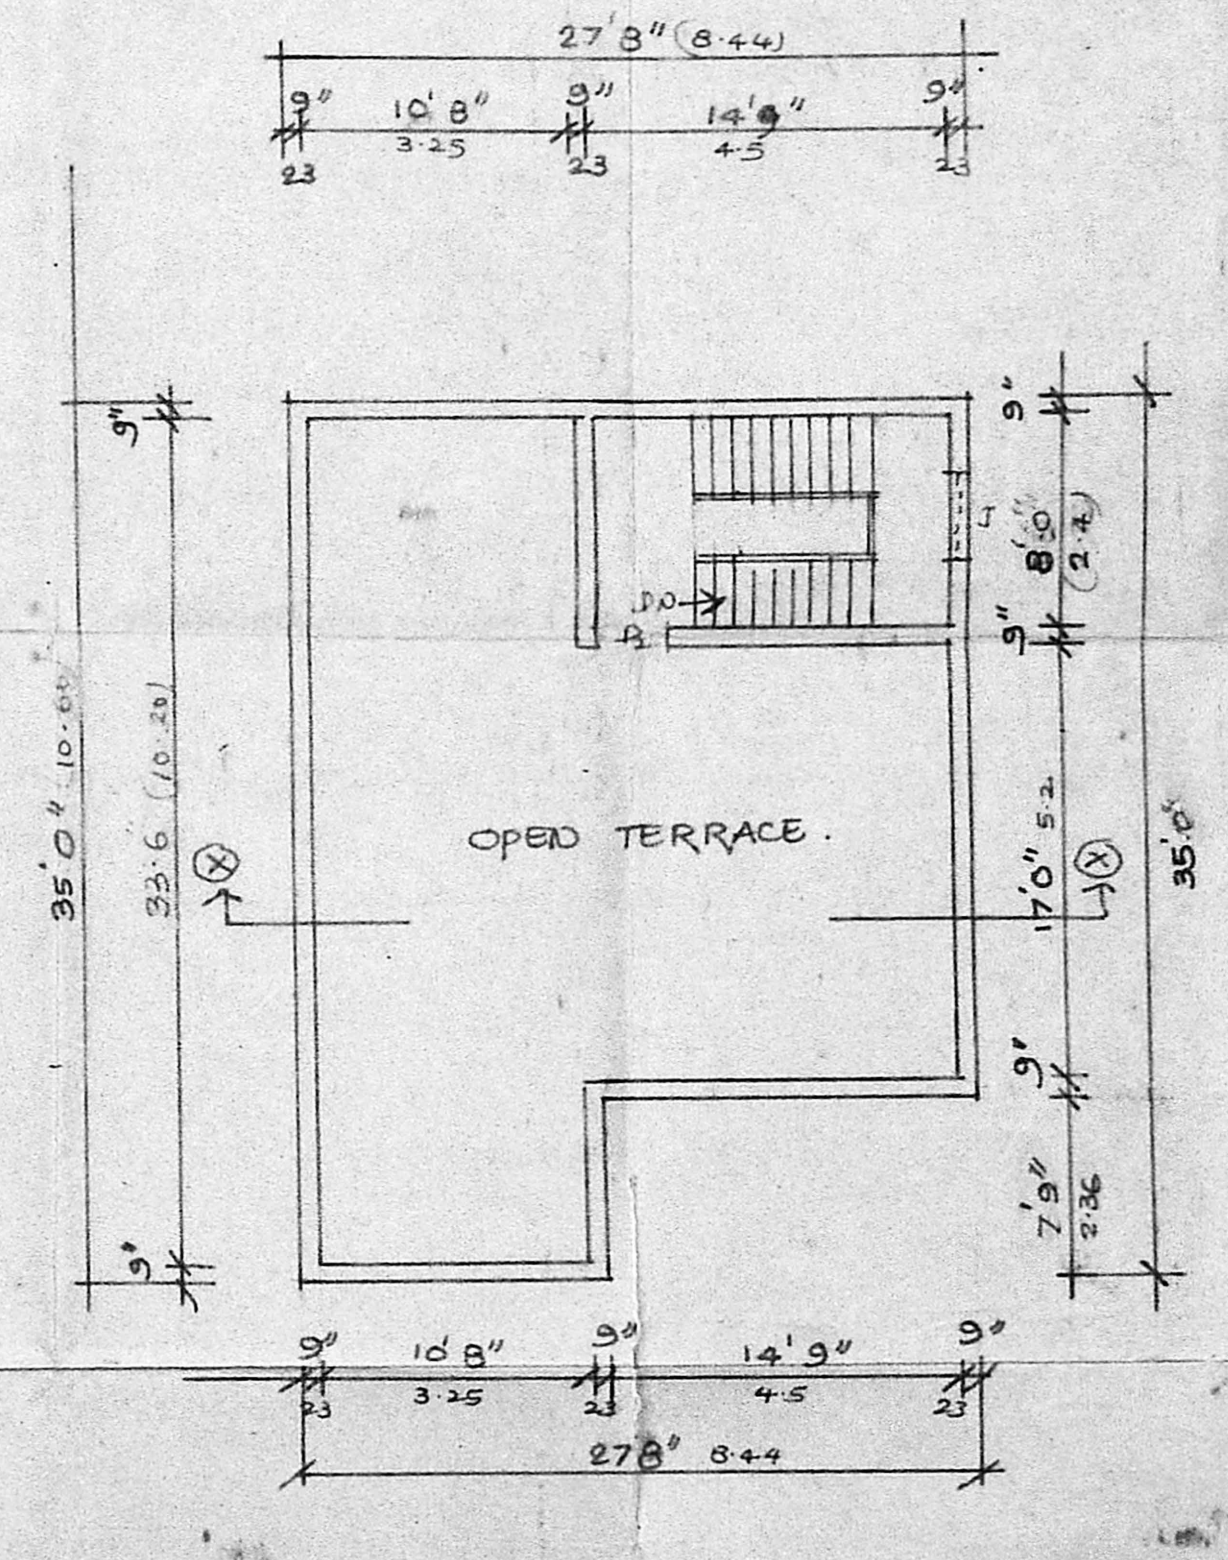 27'8" (8.44)
9" 10'8" 9" 14'9" 9"
23 3.25 23 4.5 23
9" 9"
8'.0" (2.4)
J
DN
9"
35'0" 10.60
33.6" (10.20)
17'0" 5.2
35'.0"
OPEN TERRACE.
X X
9"
7'9" 2.36
9"
9" 10'8" 9" 14'9" 9"
23 3.25 23 4.5 23
27 8" 8.44